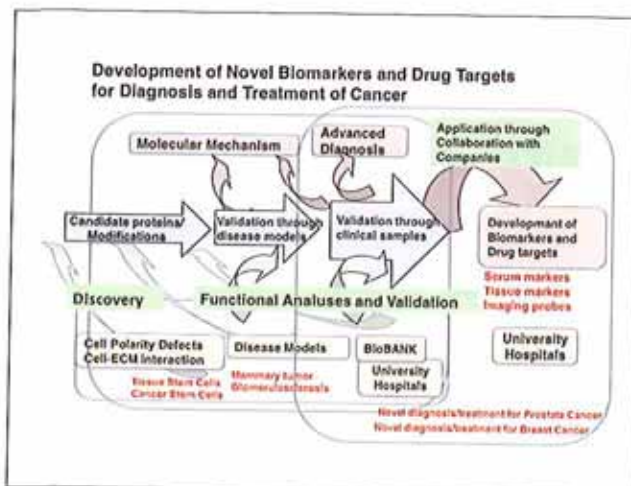 Development of Novel Biomarkers and Drug Targets
for Diagnosis and Treatment of Cancer
Molecular Mechanism
Advanced
Diagnosis
Application through
Collaboration with
Companies
Candidate proteins/
Modifications
Validation through
disease models
Validation through
clinical samples
Development of
Biomarkers and
Drug targets
Serum markers
Tissue markers
Imaging probes
Discovery
Functional Analuses and Validation
Cell Polarity Defects
Cell-ECM Interaction
Tissue Stem Cells
Cancer Stem Cells
Disease Models
Mammary tumor
Glomerulosclerosis
BioBANK
University
Hospitals
University
Hospitals
Novel diagnosis/treatment for Prostate Cancer
Novel diagnosis/treatment for Breast Cancer